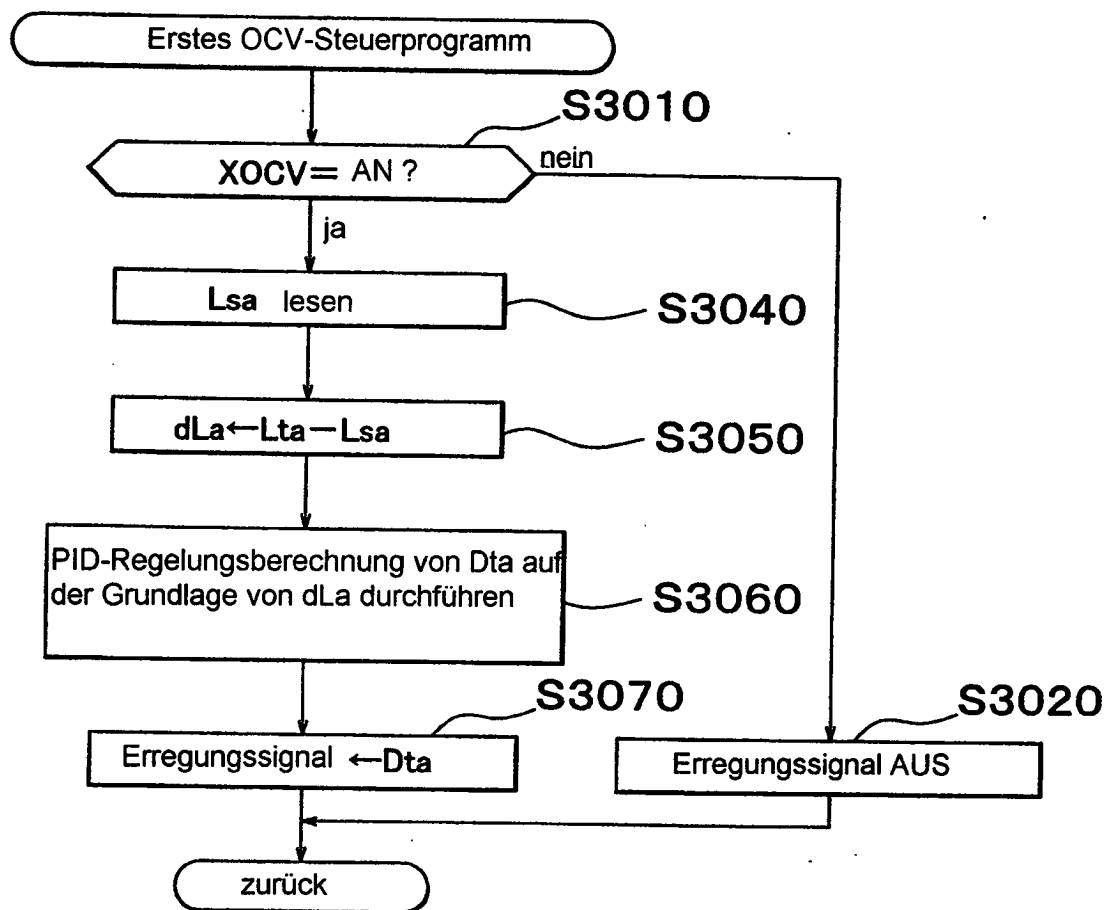 Erstes OCV-Steuerprogramm
S3010
XOCV= AN ?
nein
ja
Lsa lesen
S3040
dLa←Lta—Lsa
S3050
PID-Regelungsberechnung von Dta auf
der Grundlage von dLa durchführen
S3060
S3070
Erregungssignal ←Dta
S3020
Erregungssignal AUS
zurück